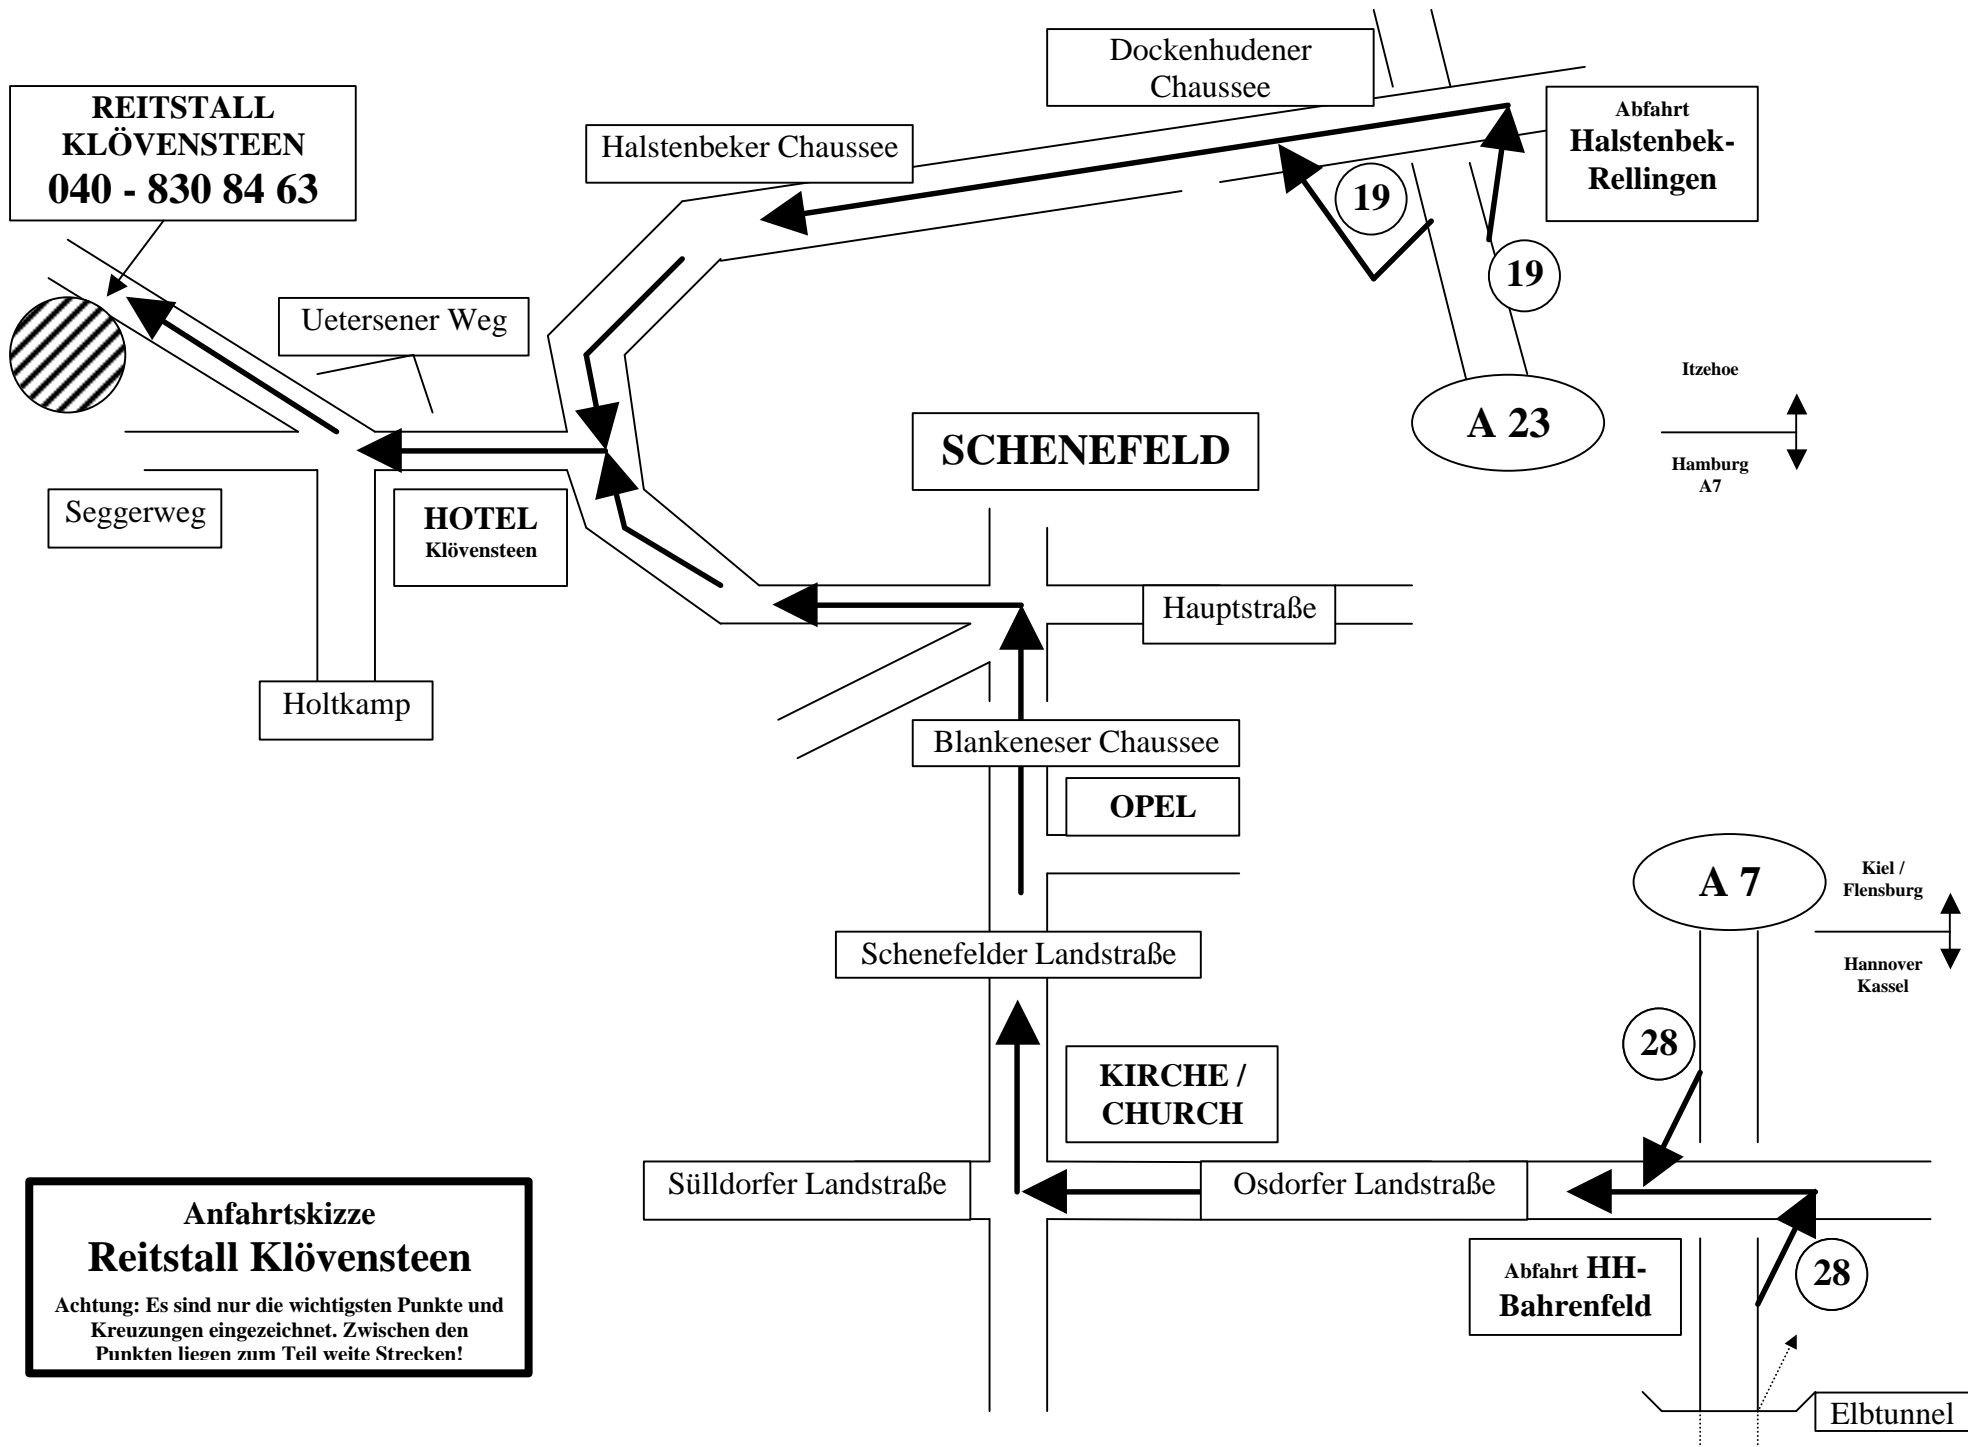 Dockenhudener
Chaussee
REITSTALL
KLÖVENSTEEN
040 - 830 84 63
Halstenbeker Chaussee
Abfahrt
Halstenbek-
Rellingen
19
19
Uetersener Weg
A 23
Itzehoe
Hamburg
A7
SCHENEFELD
Seggerweg
HOTEL
Klövensteen
Hauptstraße
Holtkamp
Blankeneser Chaussee
OPEL
A 7
Kiel /
Flensburg
Hannover
Kassel
Schenefelder Landstraße
28
KIRCHE /
CHURCH
Sülldorfer Landstraße
Osdorfer Landstraße
Abfahrt HH-
Bahrenfeld
28
Elbtunnel
Anfahrtskizze
Reitstall Klövensteen
Achtung: Es sind nur die wichtigsten Punkte und
Kreuzungen eingezeichnet. Zwischen den
Punkten liegen zum Teil weite Strecken!